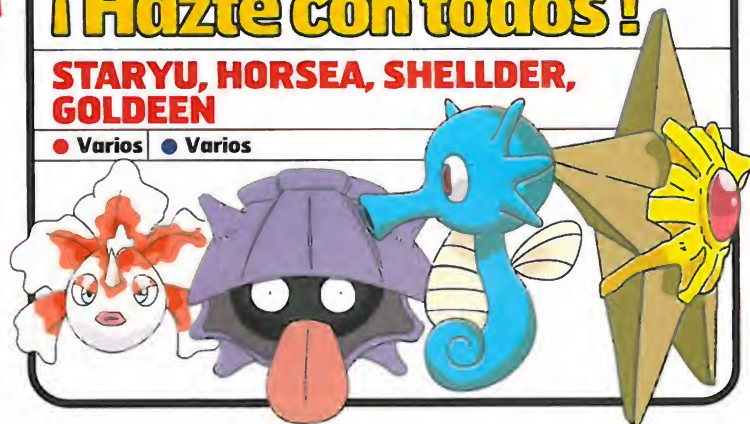 ¡Hazte con todos!
STARYU, HORSEA, SHELLDER,
GOLDEEN
Varios Varios